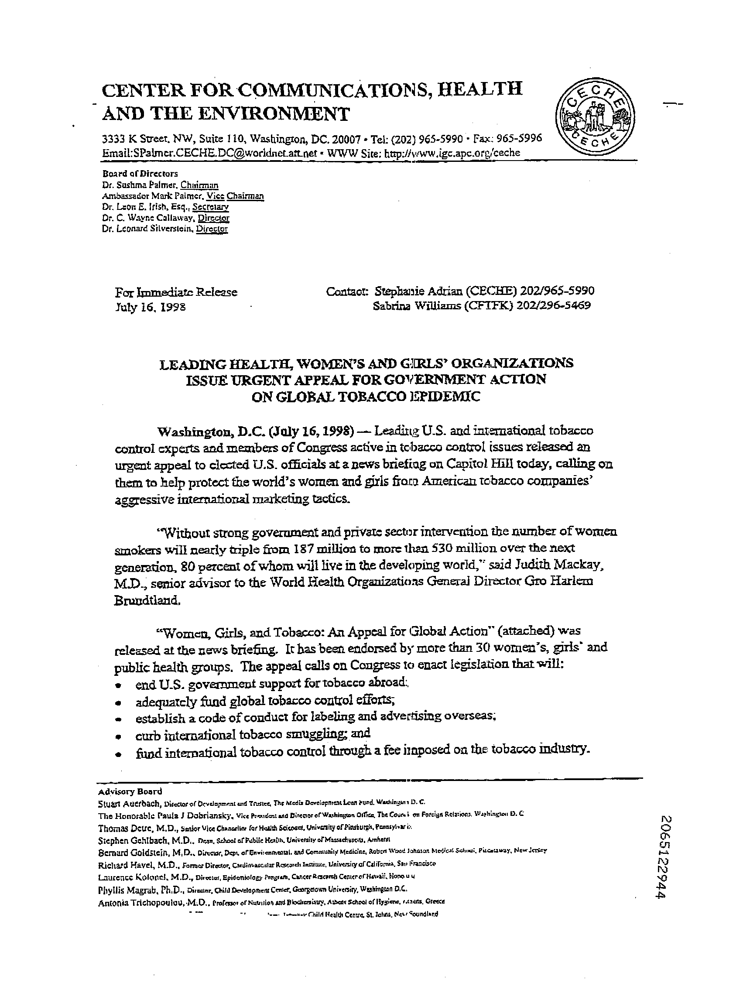 CENTER FOR COMMUNICATIONS, HEALTH
AND THE ENVIRONMENT
CECHE
CECHE
3333 K Street, NW, Suite 110, Washington, DC. 20007 • Tel: (202) 965-5990 • Fax: 965-5996
Email:SPalmer.CECHE.DC@worldnet.att.net • WWW Site: http://www.igc.apc.org/ceche
Board of Directors
Dr. Sushma Palmer, Chairman
Ambassador Mark Palmer, Vice Chairman
Dr. Leon E. Irish, Esq., Secretary
Dr. C. Wayne Callaway, Director
Dr. Leonard Silverstein, Director
For Immediate Release
July 16, 1998
Contact: Stephanie Adrian (CECHE) 202/965-5990
Sabrina Williams (CFTFK) 202/296-5469
LEADING HEALTH, WOMEN'S AND GIRLS' ORGANIZATIONS
ISSUE URGENT APPEAL FOR GOVERNMENT ACTION
ON GLOBAL TOBACCO EPIDEMIC
Washington, D.C. (July 16, 1998) — Leading U.S. and international tobacco
control experts and members of Congress active in tobacco control issues released an
urgent appeal to elected U.S. officials at a news briefing on Capitol Hill today, calling on
them to help protect the world's women and girls from American tobacco companies'
aggressive international marketing tactics.
"Without strong government and private sector intervention the number of women
smokers will nearly triple from 187 million to more than 530 million over the next
generation, 80 percent of whom will live in the developing world," said Judith Mackay,
M.D., senior advisor to the World Health Organizations General Director Gro Harlem
Brundtland.
"Women, Girls, and Tobacco: An Appeal for Global Action" (attached) was
released at the news briefing. It has been endorsed by more than 30 women's, girls' and
public health groups. The appeal calls on Congress to enact legislation that will:
• end U.S. government support for tobacco abroad;
• adequately fund global tobacco control efforts;
• establish a code of conduct for labeling and advertising overseas;
• curb international tobacco smuggling; and
• fund international tobacco control through a fee imposed on the tobacco industry.
Advisory Board
Stuart Auerbach, Director of Development and Trustee, The Media Development Loan Fund, Washington D. C.
The Honorable Paula J Dobriansky, Vice President and Director of Washington Office, The Council on Foreign Relations, Washington D. C
Thomas Detre, M.D., Senior Vice Chancellor for Health Sciences, University of Pittsburgh, Pennsylvania
Stephen Gehlbach, M.D., Dean, School of Public Health, University of Massachusetts, Amherst
Bernard Goldstein, M.D., Director, Dept. of Environmental and Community Medicine, Robert Wood Johnson Medical School, Piscataway, New Jersey
Richard Havel, M.D., Former Director, Cardiovascular Research Institute, University of California, San Francisco
Laurence Kolonel, M.D., Director, Epidemiology Program, Cancer Research Center of Hawaii, Honolulu
Phyllis Magrab, Ph.D., Director, Child Development Center, Georgetown University, Washington D.C.
Antonia Trichopoulou, M.D., Professor of Nutrition and Biochemistry, Athens School of Hygiene, Athens, Greece
Child Health Centre, St. Johns, New Foundland
2065122944